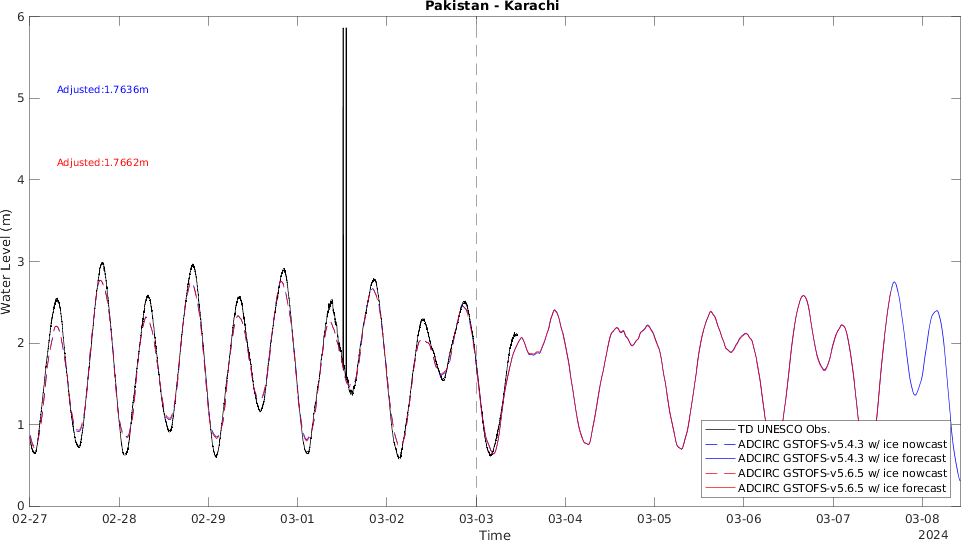 Pakistan - Karachi
Water Level (m)
6
5
4
3
2
1
0
Adjusted:1.7636m
Adjusted:1.7662m
TD UNESCO Obs.
ADCIRC GSTOFS-v5.4.3 w/ ice nowcast
ADCIRC GSTOFS-v5.4.3 w/ ice forecast
ADCIRC GSTOFS-v5.6.5 w/ ice nowcast
ADCIRC GSTOFS-v5.6.5 w/ ice forecast
02-27 02-28 02-29 03-01 03-02 03-03 03-04 03-05 03-06 03-07 03-08
Time
2024